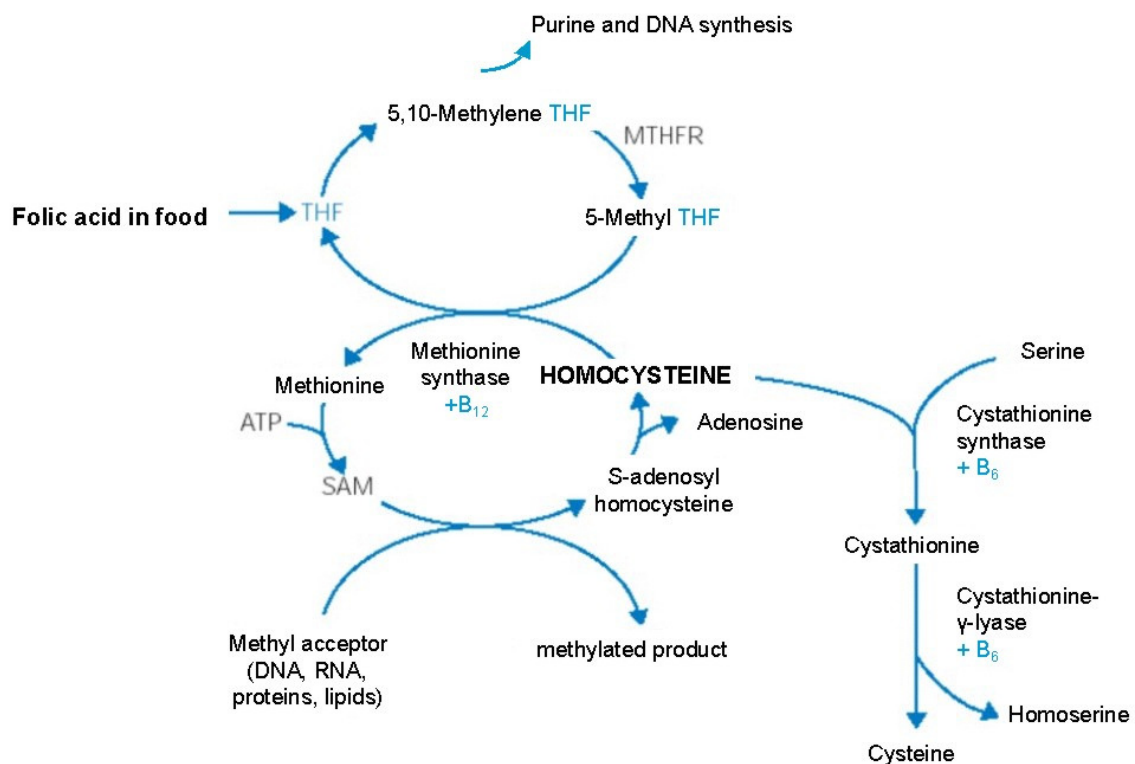 Purine and DNA synthesis
5,10-Methylene THF
MTHFR
Folic acid in food
THF
5-Methyl THF
Methionine
synthase
+B₁₂
HOMOCYSTEINE
Serine
Methionine
ATP
Adenosine
Cystathionine
synthase
+ B₆
SAM
S-adenosyl
homocysteine
Cystathionine
Methyl acceptor
(DNA, RNA,
proteins, lipids)
methylated product
Cystathionine-
γ-lyase
+ B₆
Homoserine
Cysteine